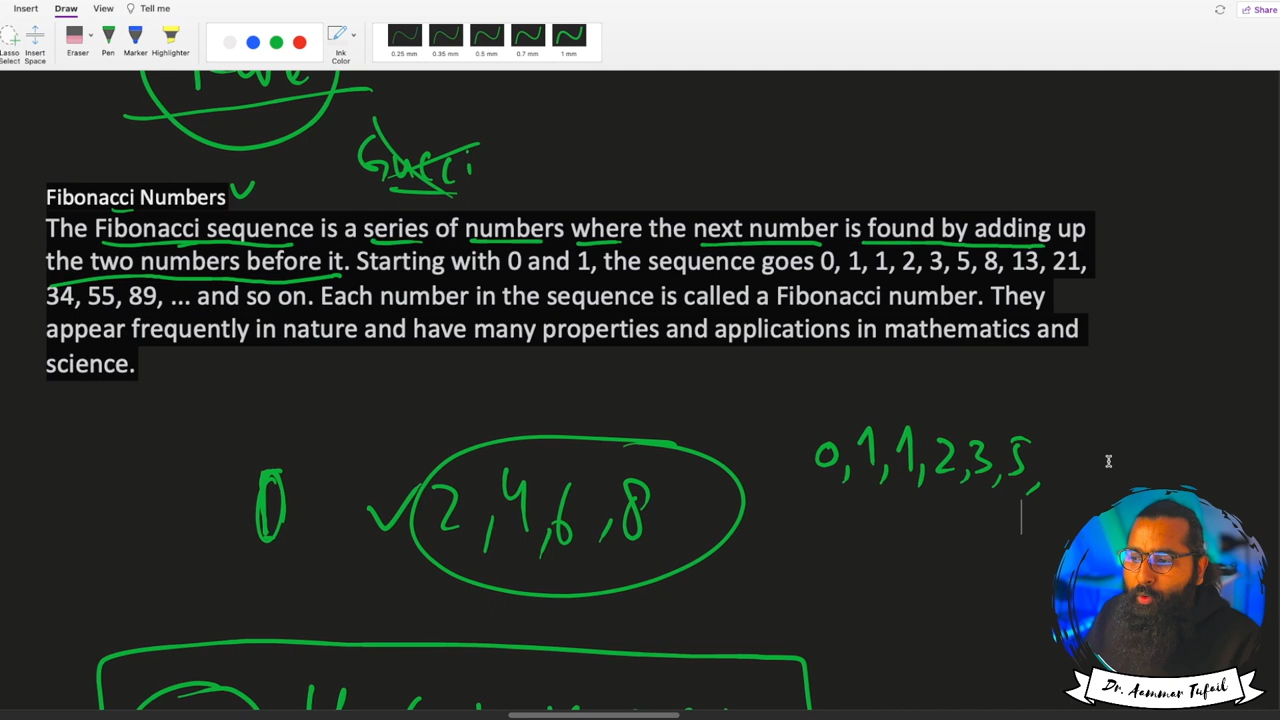 Insert Draw View Tell me
Share
Lasso Select
Insert Space
Eraser
Pen
Marker
Highlighter
Ink Color
0.25 mm
0.35 mm
0.5 mm
0.7 mm
1 mm
Gucci
Fibonacci Numbers
The Fibonacci sequence is a series of numbers where the next number is found by adding up
the two numbers before it. Starting with 0 and 1, the sequence goes 0, 1, 1, 2, 3, 5, 8, 13, 21,
34, 55, 89, ... and so on. Each number in the sequence is called a Fibonacci number. They
appear frequently in nature and have many properties and applications in mathematics and
science.
0,1,1,2,3,5,
0
2,4,6,8
Dr. Aammar Tufail